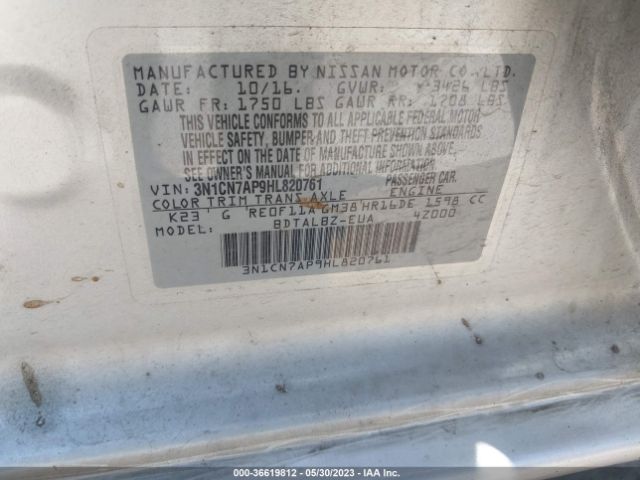 MANUFACTURED BY NISSAN MOTOR CO., LTD.
DATE: 10/16. GVWR: 3426 LBS
GAWR FR: 1750 LBS GAWR RR: 1708 LBS
THIS VEHICLE CONFORMS TO ALL APPLICABLE FEDERAL MOTOR
VEHICLE SAFETY, BUMPER AND THEFT PREVENTION STANDARDS
IN EFFECT ON THE DATE OF MANUFACTURE SHOWN ABOVE.
SEE OWNER'S MANUAL FOR ADDITIONAL INFORMATION
VIN: 3N1CN7AP9HL820761 PASSENGER CAR.
COLOR TRIM TRANS AXLE ENGINE
K23 G RE0F11A GM38 HR16DE 1598 CC
BDTALBZ-EUA 42000
3N1CN7AP9HL820761
000-36619812 05/30/2023 © IAA, Inc.